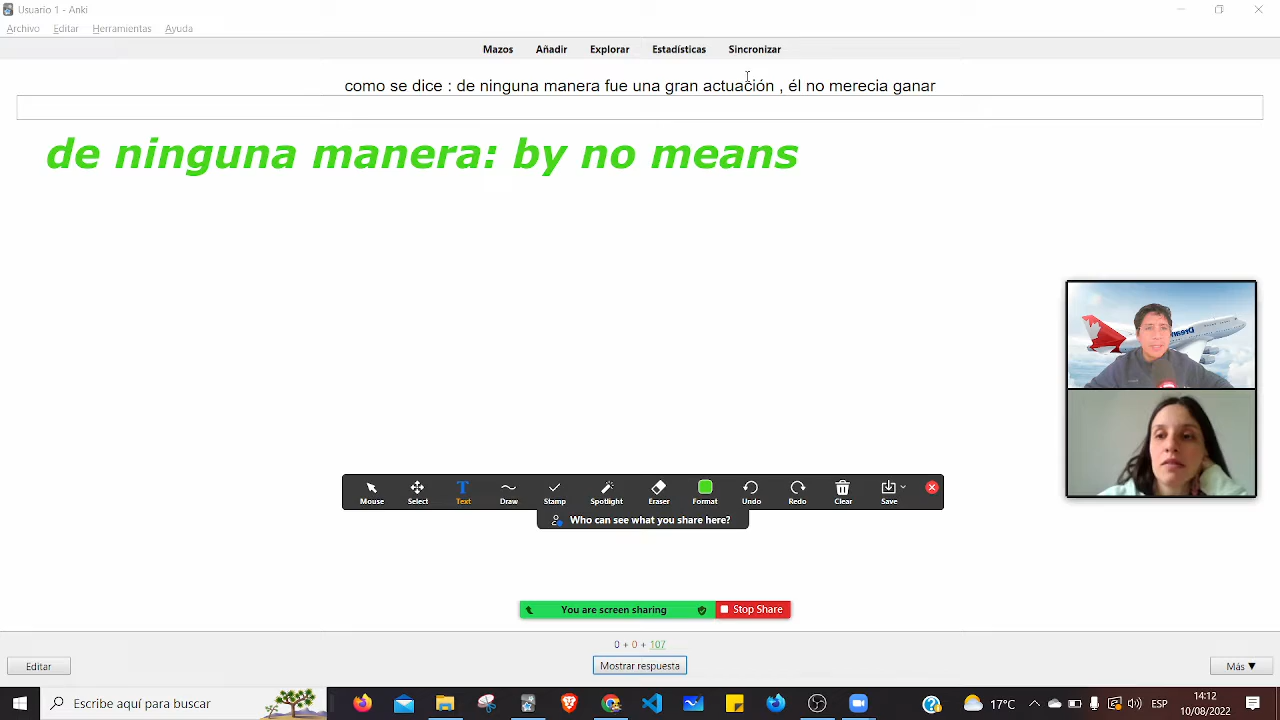 Usuario 1 - Anki
Archivo Editar Herramientas Ayuda
Mazos Añadir Explorar Estadísticas Sincronizar
como se dice : de ninguna manera fue una gran actuación , él no merecia ganar
de ninguna manera: by no means
Mouse Select Text Draw Stamp Spotlight Eraser Format Undo Redo Clear Save
Who can see what you share here?
You are screen sharing Stop Share
0 + 0 + 107
Editar Mostrar respuesta Más ▼
Escribe aquí para buscar 17°C ESP 14:12
10/08/2022